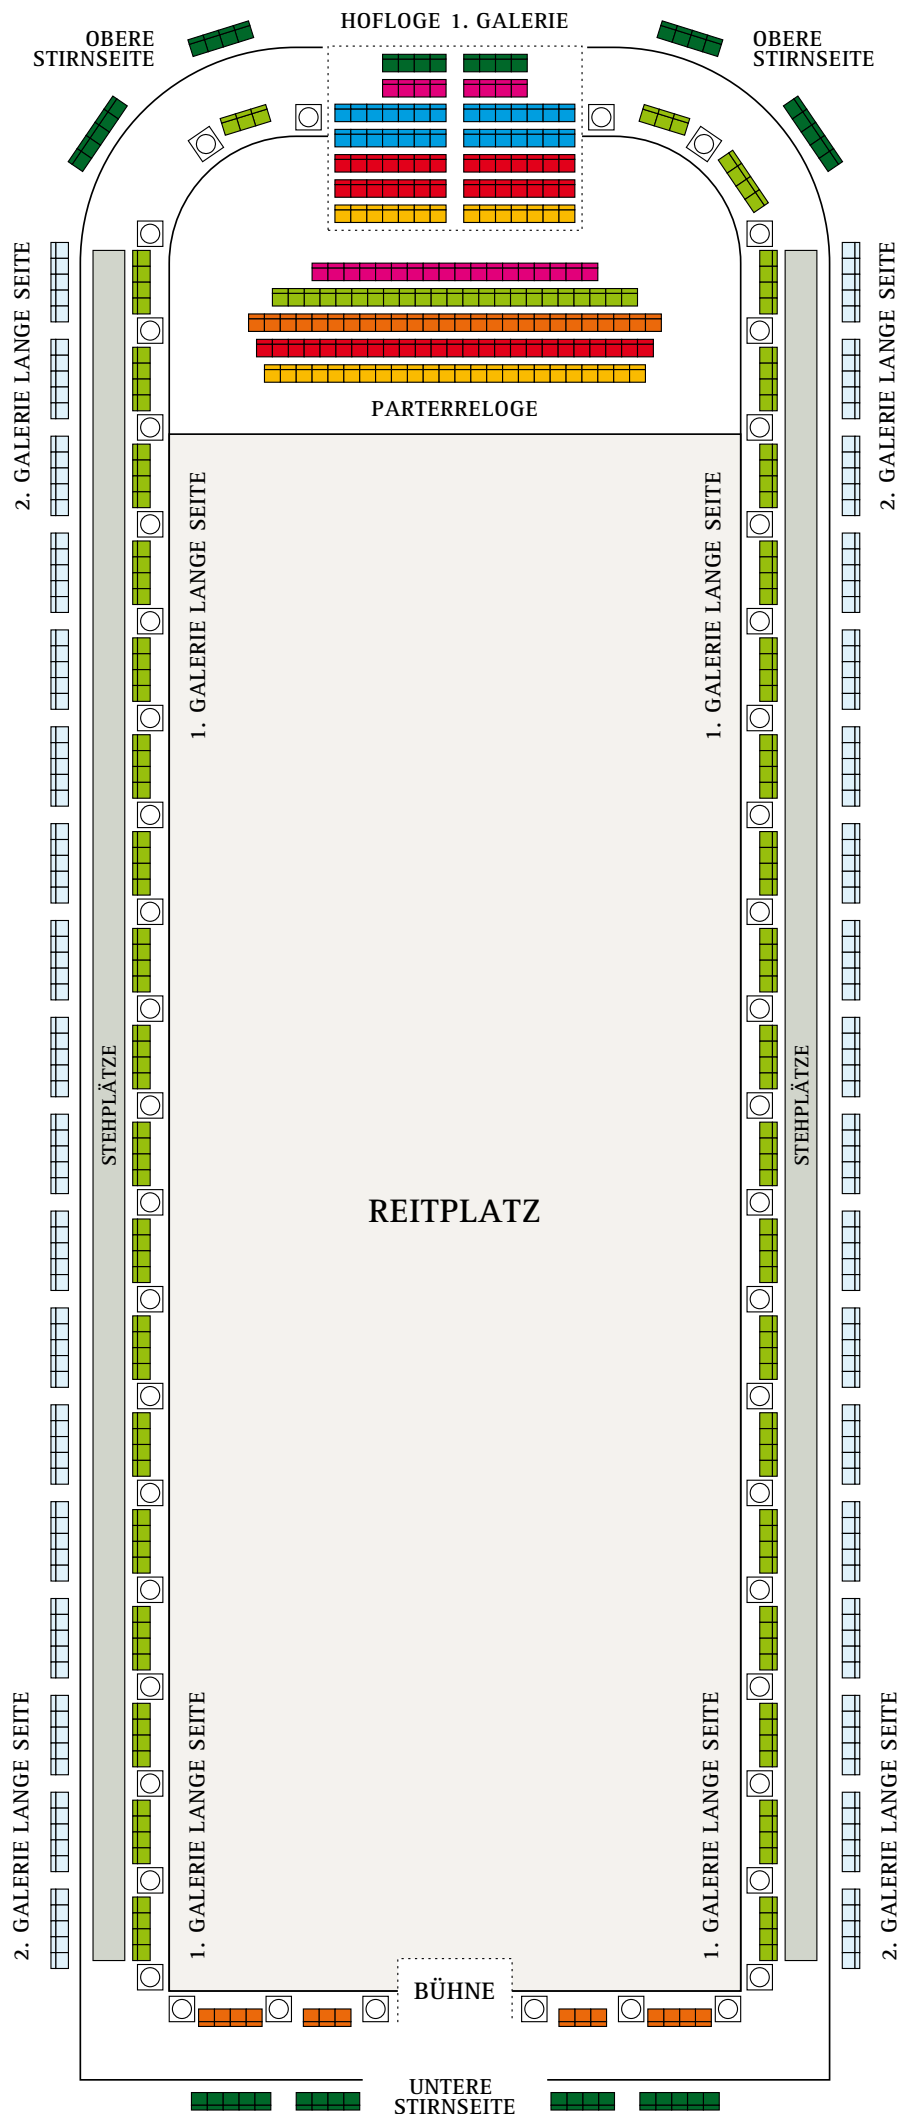 HOFLOGE 1. GALERIE
OBERE
STIRNSEITE
OBERE
STIRNSEITE
2. GALERIE LANGE SEITE
2. GALERIE LANGE SEITE
PARTERRELOGE
1. GALERIE LANGE SEITE
1. GALERIE LANGE SEITE
STEHPLÄTZE
STEHPLÄTZE
REITPLATZ
2. GALERIE LANGE SEITE
1. GALERIE LANGE SEITE
1. GALERIE LANGE SEITE
2. GALERIE LANGE SEITE
BÜHNE
UNTERE
STIRNSEITE